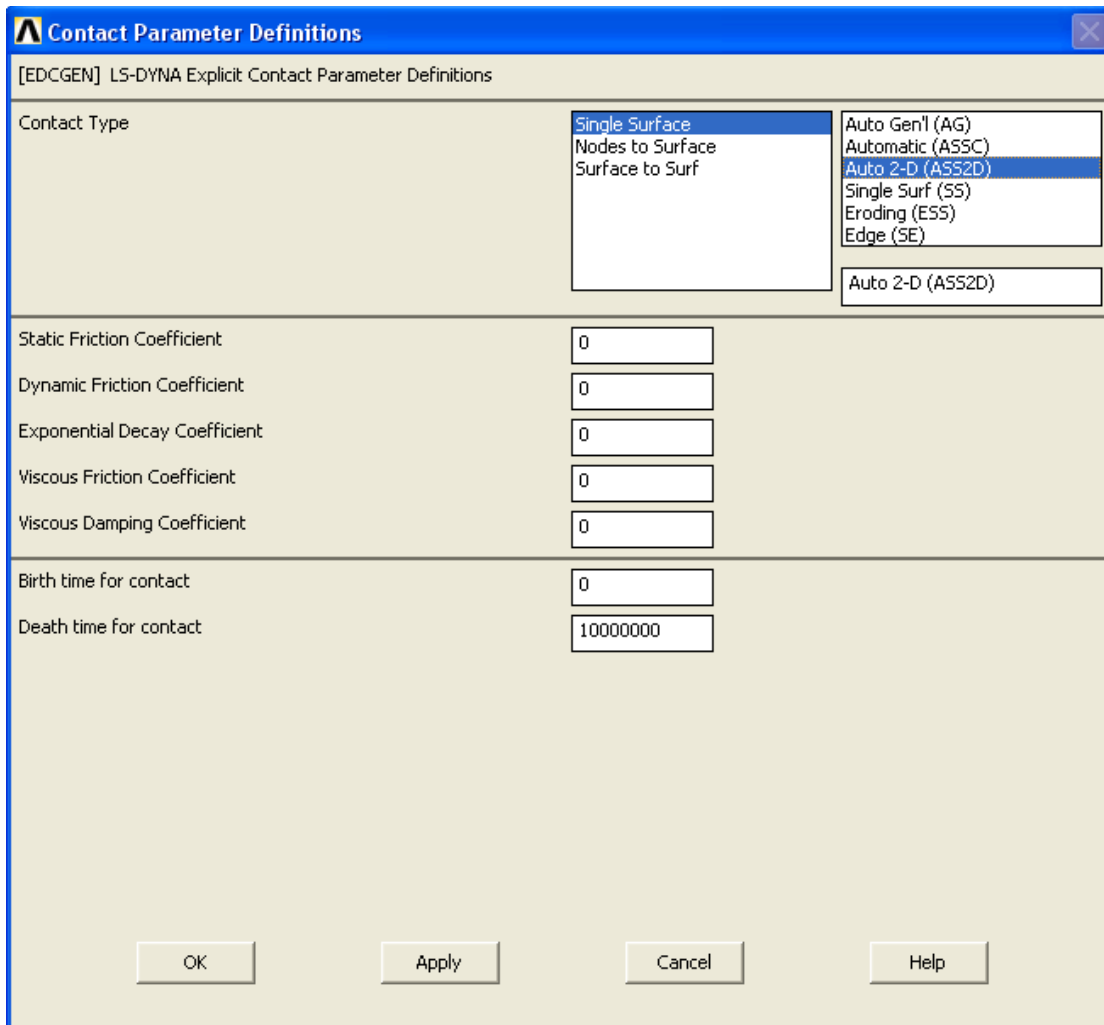 Contact Parameter Definitions
[EDCGEN] LS-DYNA Explicit Contact Parameter Definitions
Contact Type
Single Surface
Nodes to Surface
Surface to Surf
Auto Gen'l (AG)
Automatic (ASSC)
Auto 2-D (ASS2D)
Single Surf (SS)
Eroding (ESS)
Edge (SE)
Auto 2-D (ASS2D)
Static Friction Coefficient 0
Dynamic Friction Coefficient 0
Exponential Decay Coefficient 0
Viscous Friction Coefficient 0
Viscous Damping Coefficient 0
Birth time for contact 0
Death time for contact 10000000
OK Apply Cancel Help